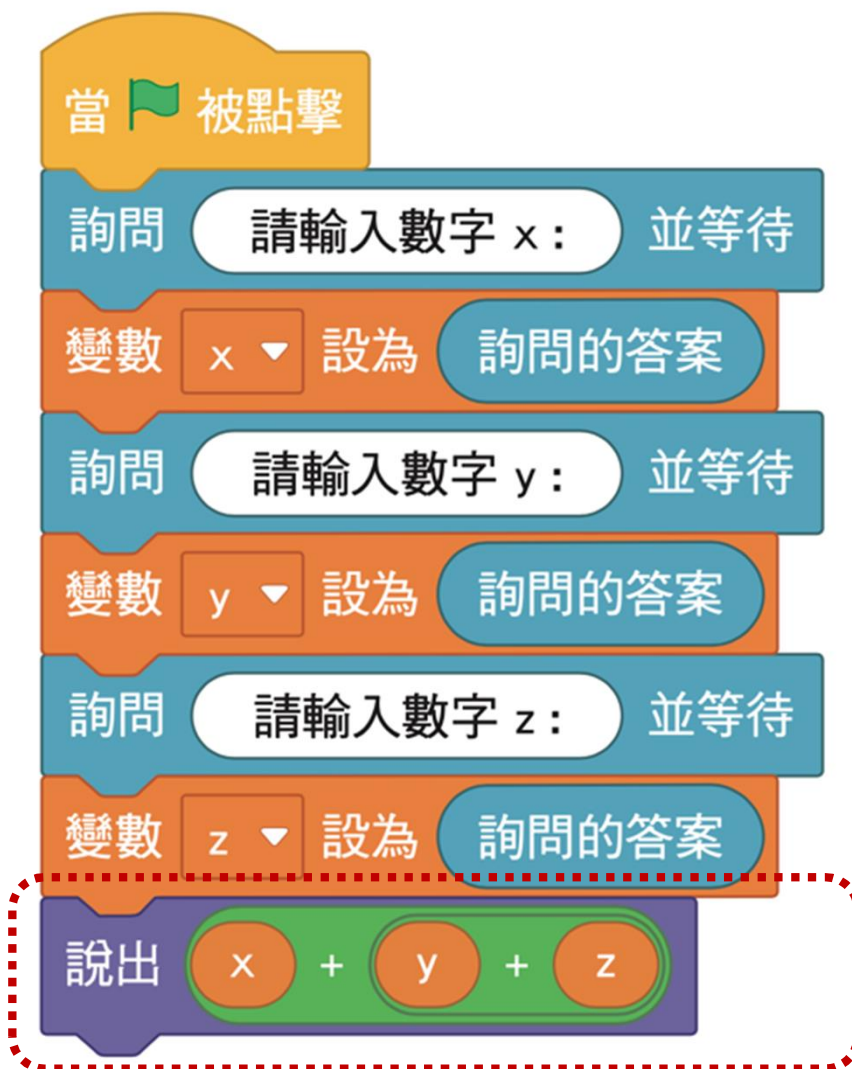 當 被點擊
詢問 請輸入數字 x： 並等待
變數 x 設為 詢問的答案
詢問 請輸入數字 y： 並等待
變數 y 設為 詢問的答案
詢問 請輸入數字 z： 並等待
變數 z 設為 詢問的答案
說出 x + y + z